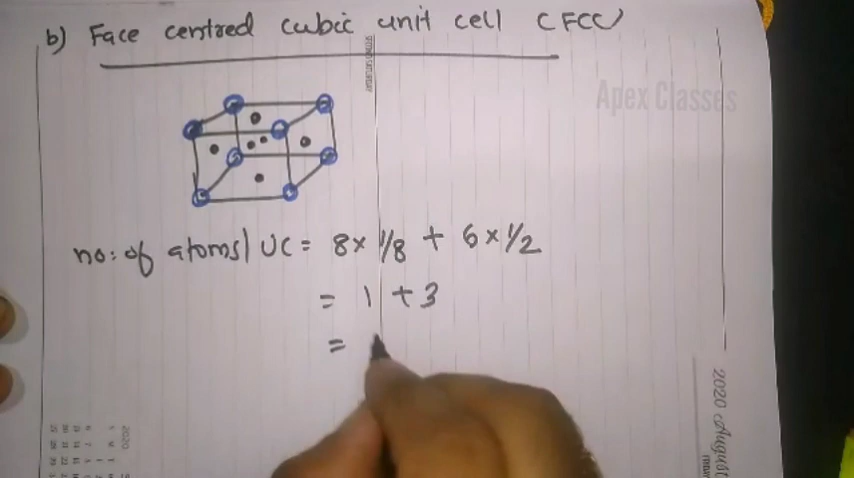 b) Face centred cubic unit cell (FCC)
Apex Classes
no: of atoms/UC = 8 × 1/8 + 6 × 1/2
= 1 + 3
=
2020 August
2020